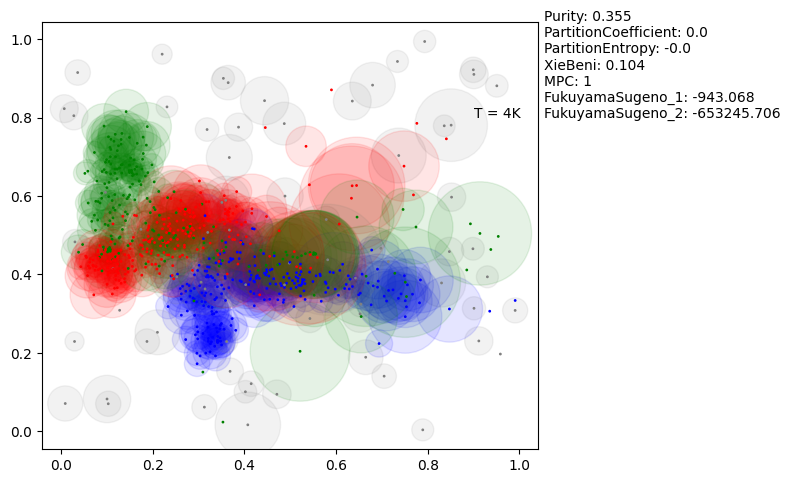 Purity: 0.355
PartitionCoefficient: 0.0
PartitionEntropy: -0.0
XieBeni: 0.104
MPC: 1
FukuyamaSugeno_1: -943.068
FukuyamaSugeno_2: -653245.706
T = 4K
1.0
0.8
0.6
0.4
0.2
0.0
0.0 0.2 0.4 0.6 0.8 1.0